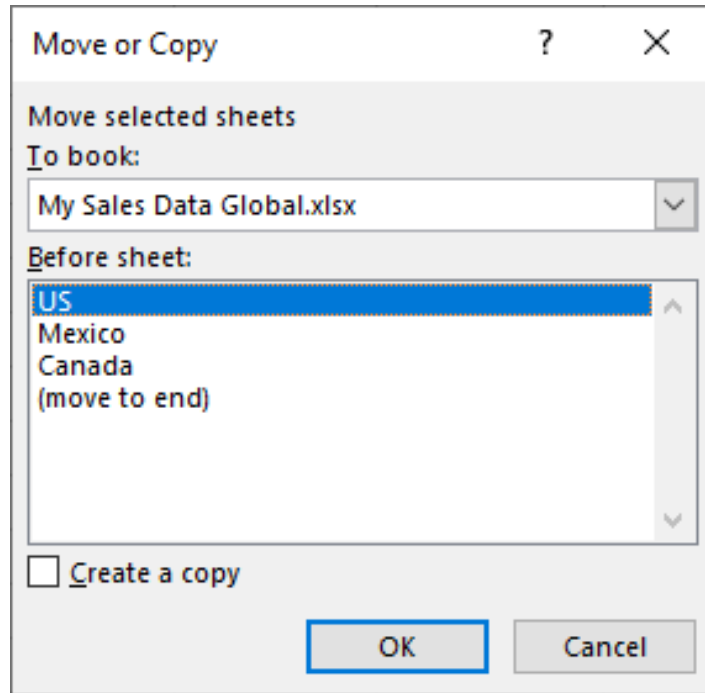 Move or Copy ?
Move selected sheets
To book:
My Sales Data Global.xlsx
Before sheet:
US
Mexico
Canada
(move to end)
Create a copy
OK Cancel